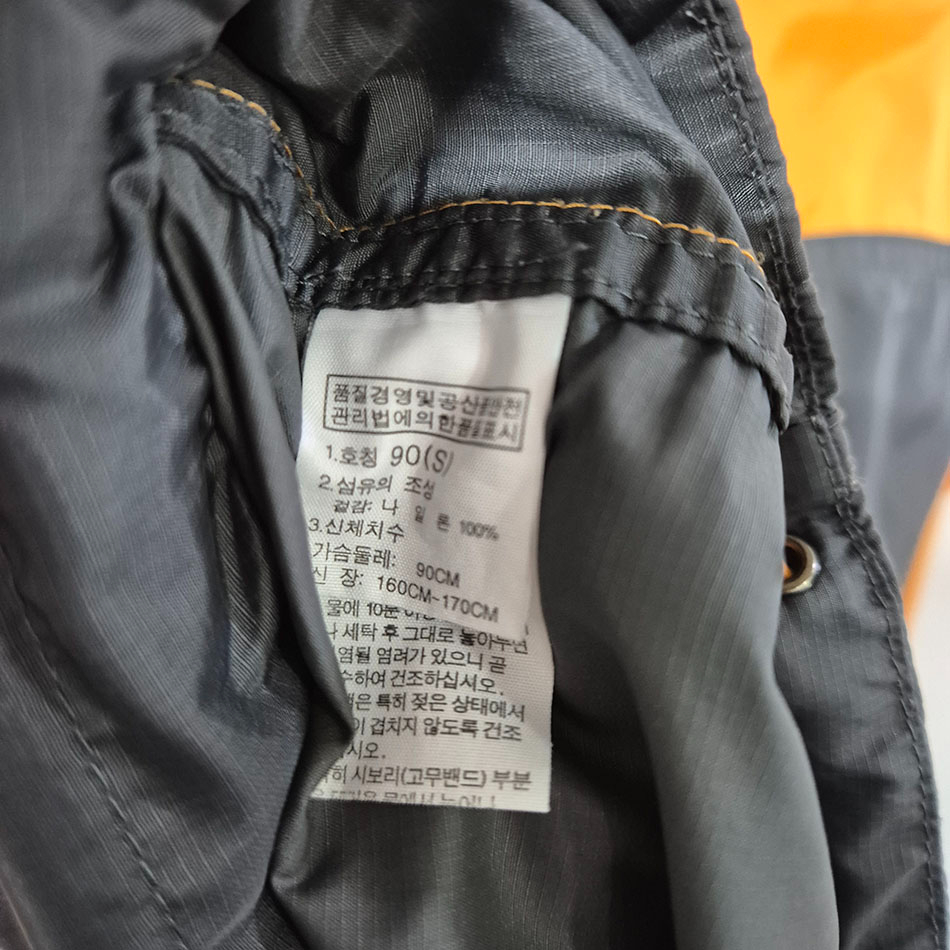 품질경영및공산품안전
관리법에의한품질표시
1.호칭 90(S)
2.섬유의 조성
겉감: 나 일 론 100%
3.신체치수
가슴둘레: 90CM
신 장: 160CM~170CM
물에 10분
세탁 후 그대로 놓아두면
염될 염려가 있으니 곧
수하여 건조하십시오.
은 특히 젖은 상태에서
이 겹치지 않도록 건조
시오.
특히 시보리(고무밴드) 부분